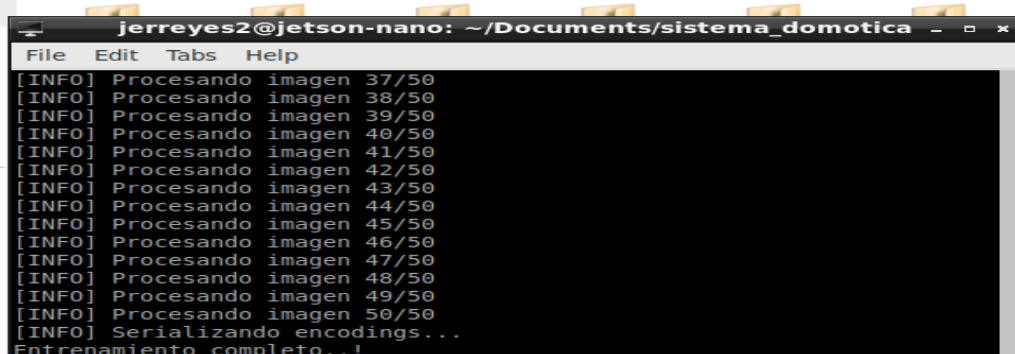 jerreyes2@jetson-nano: ~/Documents/sistema_domotica
File Edit Tabs Help
[INFO] Procesando imagen 37/50
[INFO] Procesando imagen 38/50
[INFO] Procesando imagen 39/50
[INFO] Procesando imagen 40/50
[INFO] Procesando imagen 41/50
[INFO] Procesando imagen 42/50
[INFO] Procesando imagen 43/50
[INFO] Procesando imagen 44/50
[INFO] Procesando imagen 45/50
[INFO] Procesando imagen 46/50
[INFO] Procesando imagen 47/50
[INFO] Procesando imagen 48/50
[INFO] Procesando imagen 49/50
[INFO] Procesando imagen 50/50
[INFO] Serializando encodings...
Entrenamiento completo..!